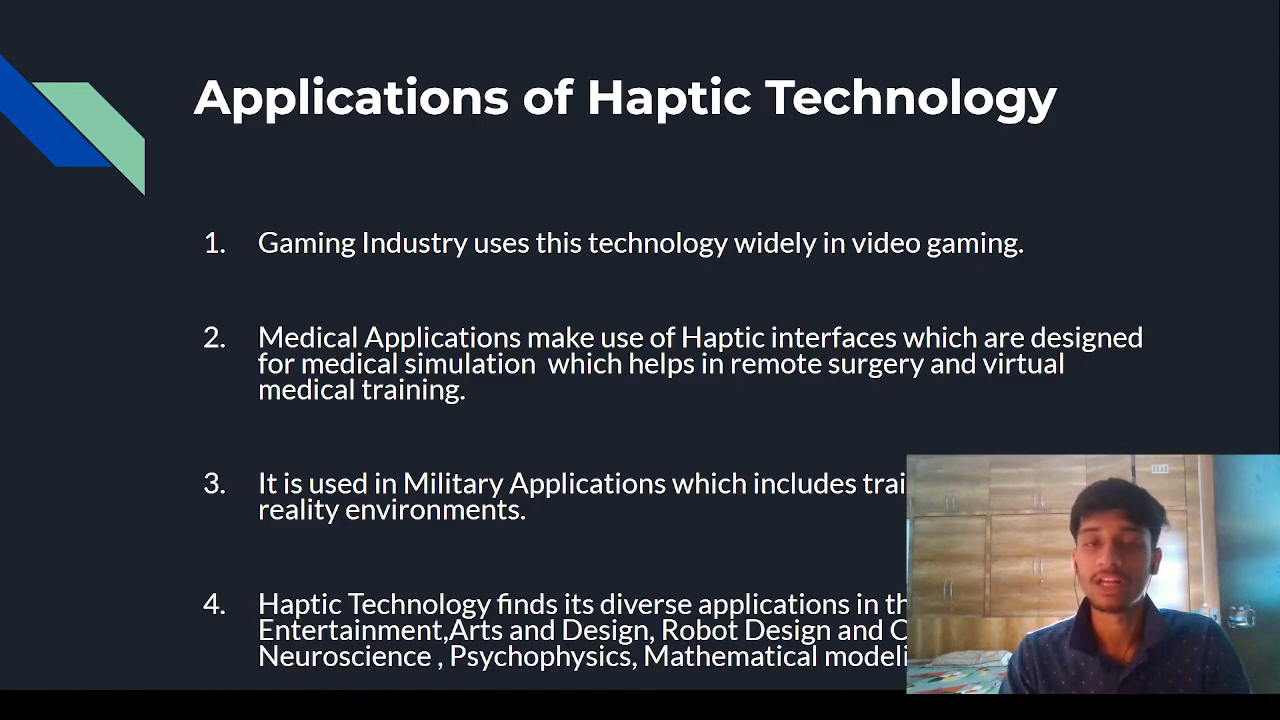 Applications of Haptic Technology
1. Gaming Industry uses this technology widely in video gaming.
2. Medical Applications make use of Haptic interfaces which are designed
for medical simulation which helps in remote surgery and virtual
medical training.
3. It is used in Military Applications which includes
reality environments.
4. Haptic Technology finds its diverse applications in
Entertainment,Arts and Design, Robot Design and
Neuroscience , Psychophysics, Mathematical